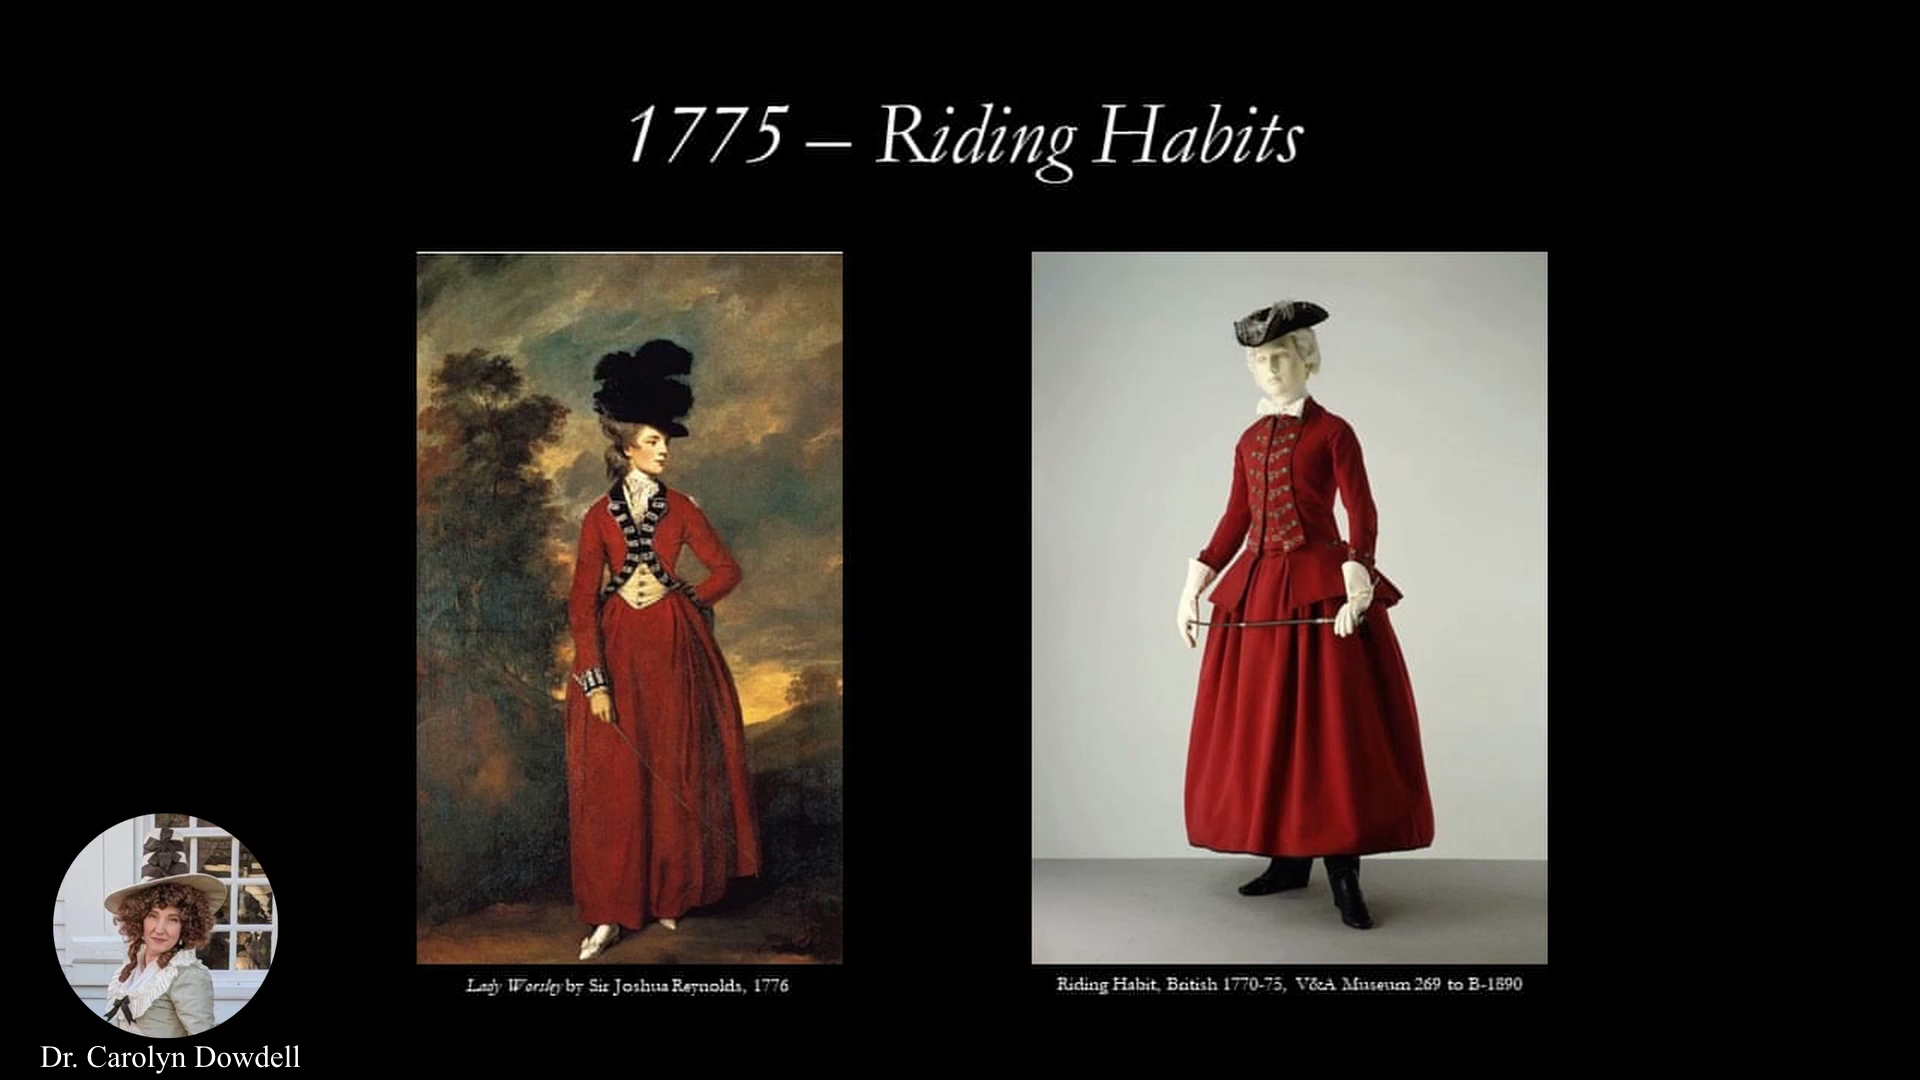 1775 – Riding Habits
Lady Worsley by Sir Joshua Reynolds, 1776
Riding Habit, British 1770-75, V&A Museum 269 to B-1890
Dr. Carolyn Dowdell